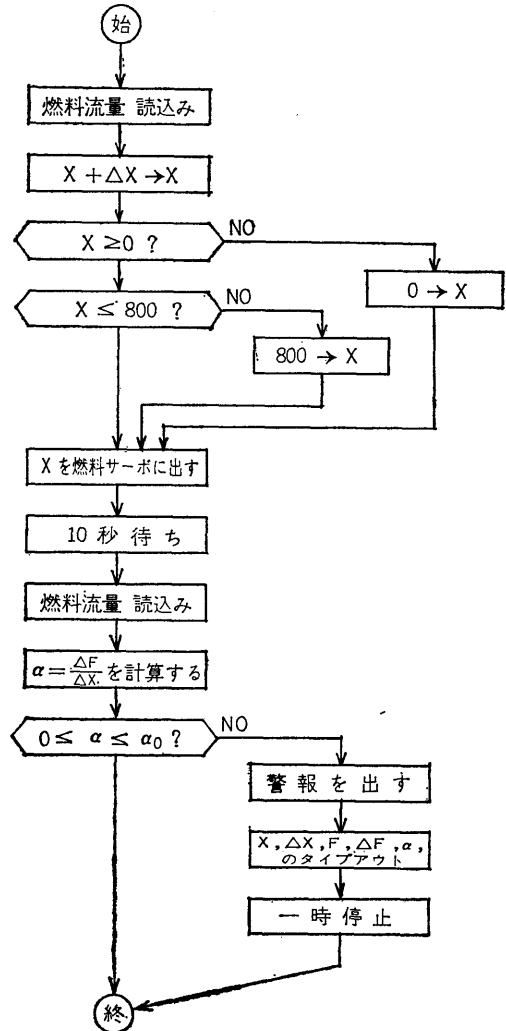 始
燃料流量 読込み
X + △X → X
X ≥ 0 ?
NO
0 → X
X ≤ 800 ?
NO
800 → X
X を燃料サーボに出す
10 秒 待 ち
燃料流量 読込み
α = △F/△X を計算する
0 ≤ α ≤ α₀ ?
NO
警 報 を 出 す
X , △X , F , △F , α ,
のタイプアウト
一 時 停 止
終